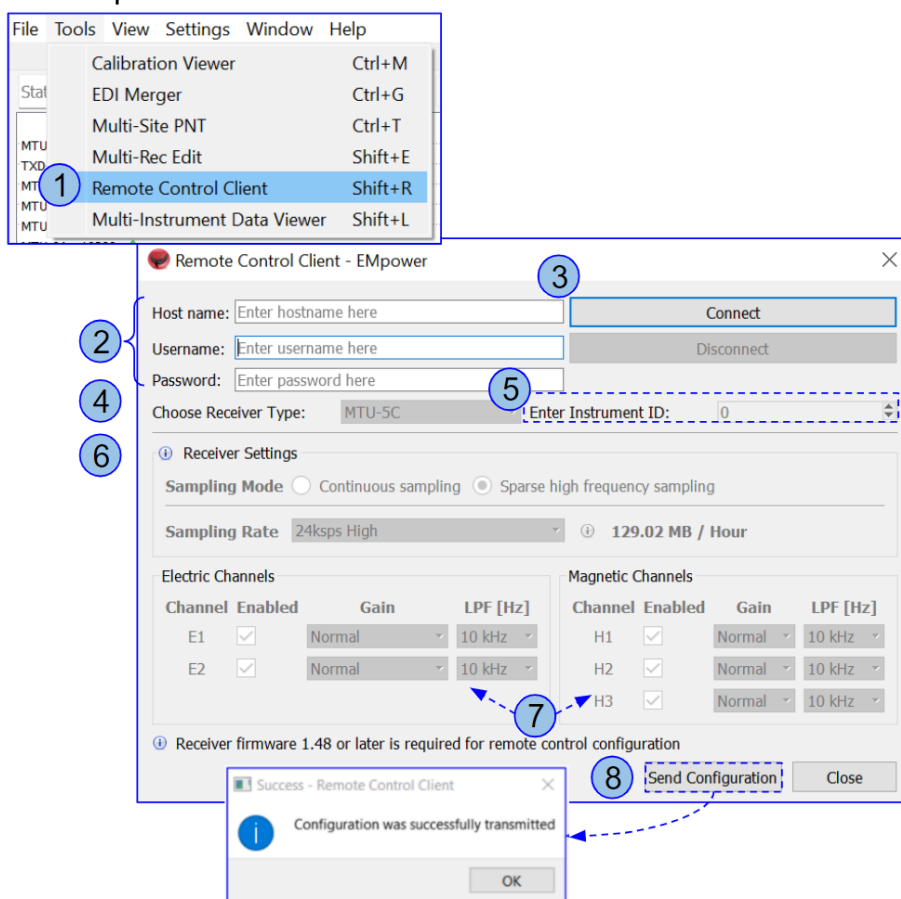 File Tools View Settings Window Help
Calibration Viewer Ctrl+M
Stat
EDI Merger Ctrl+G
Multi-Site PNT Ctrl+T
MTU
Multi-Rec Edit Shift+E
TXD
MT
1
Remote Control Client Shift+R
MTU
Multi-Instrument Data Viewer Shift+L
MTU
Remote Control Client - EMpower
3
Host name: Enter hostname here Connect
2
Username: Enter username here Disconnect
Password: Enter password here
4
5
Choose Receiver Type: MTU-5C Enter Instrument ID: 0
6
Receiver Settings
Sampling Mode Continuous sampling Sparse high frequency sampling
Sampling Rate 24ksps High 129.02 MB / Hour
Electric Channels Magnetic Channels
Channel Enabled Gain LPF [Hz] Channel Enabled Gain LPF [Hz]
E1 Normal 10 kHz H1 Normal 10 kHz
E2 Normal 10 kHz H2 Normal 10 kHz
7
H3 Normal 10 kHz
Receiver firmware 1.48 or later is required for remote control configuration
8
Send Configuration Close
Success - Remote Control Client
Configuration was successfully transmitted
OK